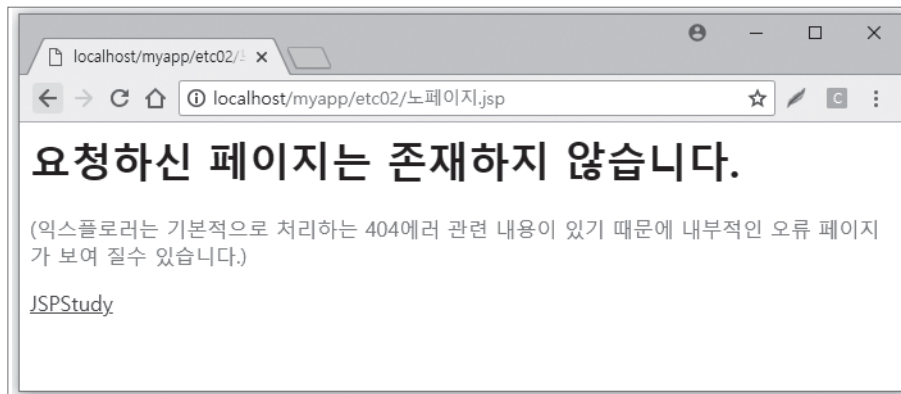 localhost/myapp/etc02/
localhost/myapp/etc02/노페이지.jsp
C
요청하신 페이지는 존재하지 않습니다.
(익스플로러는 기본적으로 처리하는 404에러 관련 내용이 있기 때문에 내부적인 오류 페이지
가 보여 질수 있습니다.)
JSPStudy